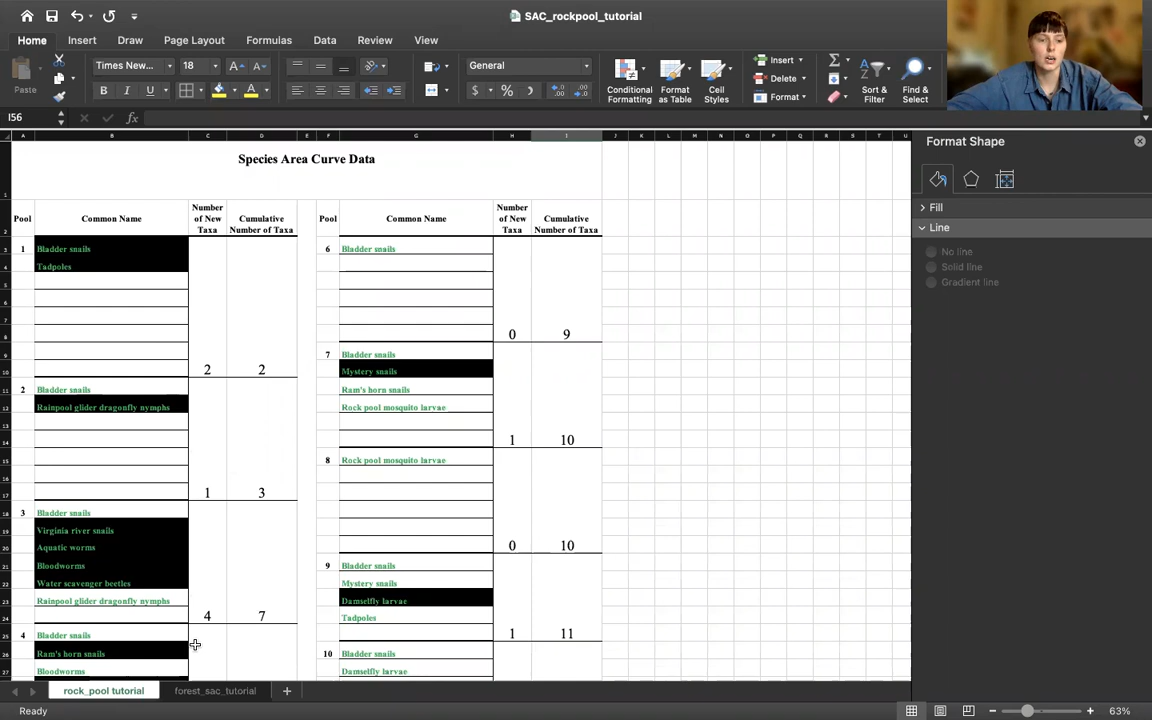 SAC_rockpool_tutorial
Home Insert Draw Page Layout Formulas Data Review View
Paste
Times New... 18
General
Conditional Formatting
Format as Table
Cell Styles
Insert
Delete
Format
Sort & Filter
Find & Select
I56
fx
Format Shape
Fill
Line
No line
Solid line
Gradient line
A B C D E F G H I J K L M N O P Q R S T U
Species Area Curve Data
Pool Common Name Number of New Taxa Cumulative Number of Taxa Pool Common Name Number of New Taxa Cumulative Number of Taxa
1 Bladder snails
Tadpoles
2 2
2 Bladder snails
Rainpool glider dragonfly nymphs
1 3
3 Bladder snails
Virginia river snails
Aquatic worms
Bloodworms
Water scavenger beetles
Rainpool glider dragonfly nymphs
4 7
4 Bladder snails
Ram's horn snails
Bloodworms
6 Bladder snails
0 9
7 Bladder snails
Mystery snails
Ram's horn snails
Rock pool mosquito larvae
1 10
8 Rock pool mosquito larvae
0 10
9 Bladder snails
Mystery snails
Damselfly larvae
Tadpoles
1 11
10 Bladder snails
Damselfly larvae
rock_pool tutorial forest_sac_tutorial
Ready
63%